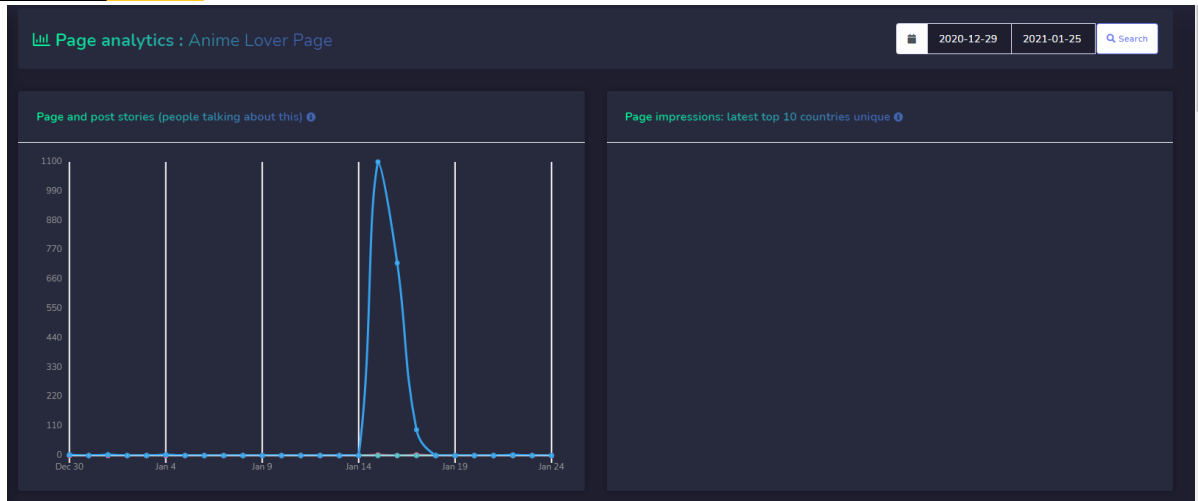 Page analytics : Anime Lover Page
2020-12-29 2021-01-25 Search
Page and post stories (people talking about this)
Page impressions: latest top 10 countries unique
1100
990
880
770
660
550
440
330
220
110
0
Dec 30 Jan 4 Jan 9 Jan 14 Jan 19 Jan 24